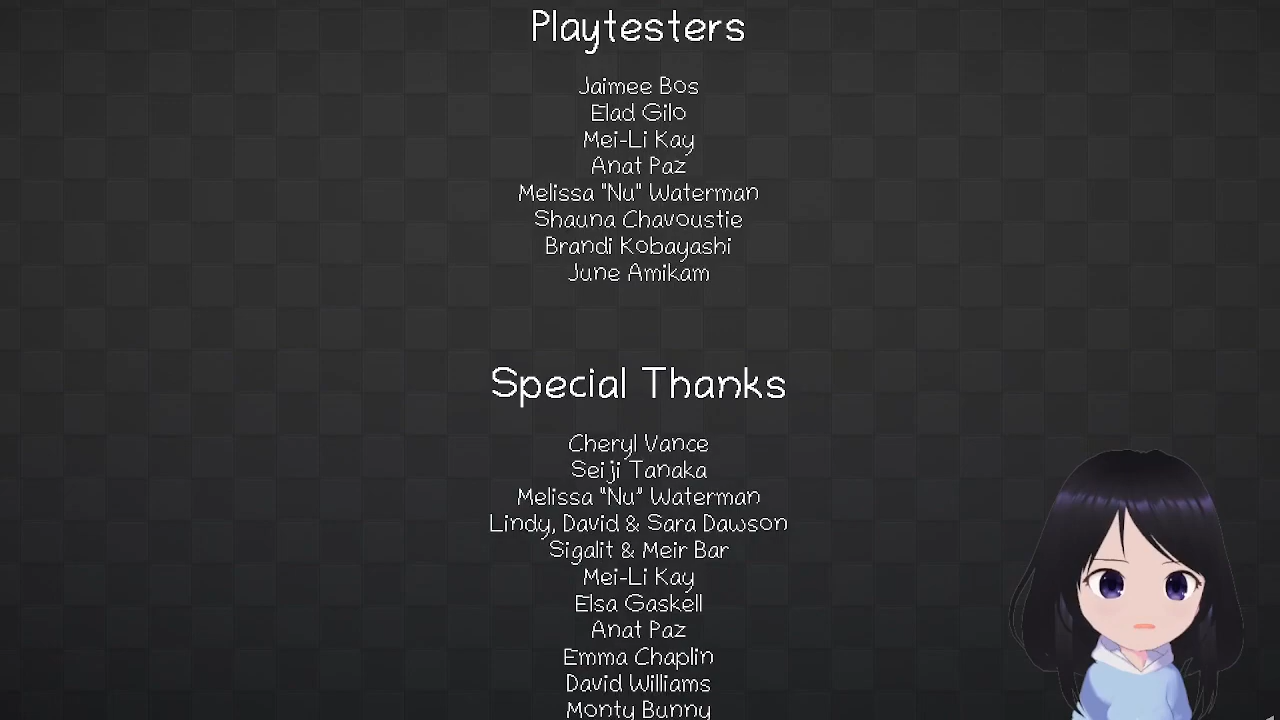 Playtesters
Jaimee Bos
Elad Gilo
Mei-Li Kay
Anat Paz
Melissa "Nu" Waterman
Shauna Chavoustie
Brandi Kobayashi
June Amikam
Special Thanks
Cheryl Vance
Seiji Tanaka
Melissa "Nu" Waterman
Lindy, David & Sara Dawson
Sigalit & Meir Bar
Mei-Li Kay
Elsa Gaskell
Anat Paz
Emma Chaplin
David Williams
Monty Bunny